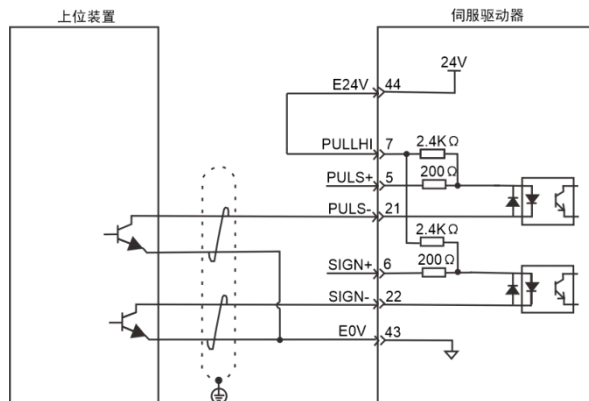 上位装置
伺服驱动器
24V
E24V
44
PULLHI
7
2.4KΩ
PULS+
5
200Ω
PULS-
21
2.4KΩ
SIGN+
6
200Ω
SIGN-
22
E0V
43